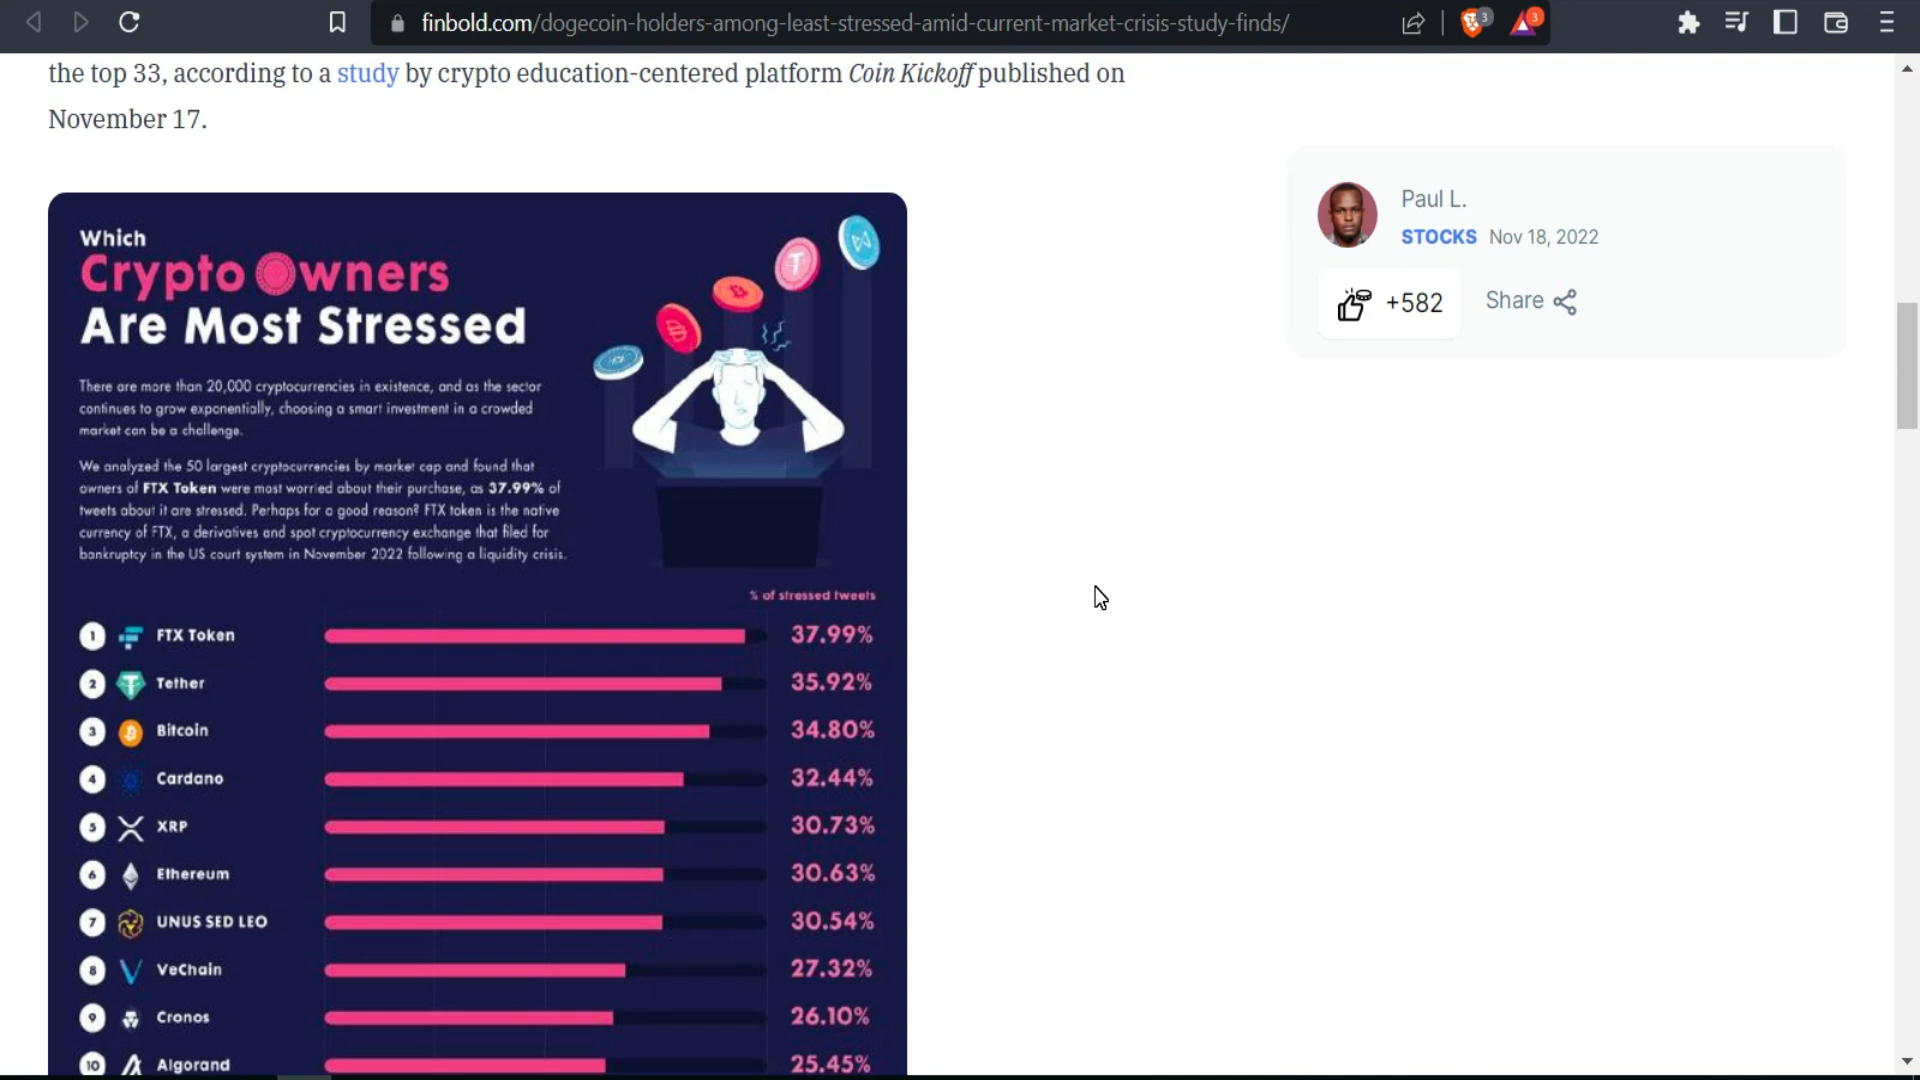 finbold.com/dogecoin-holders-among-least-stressed-amid-current-market-crisis-study-finds/
3
3
the top 33, according to a study by crypto education-centered platform Coin Kickoff published on
November 17.
Paul L.
STOCKS Nov 18, 2022
+582 Share
Which
Crypto Owners
Are Most Stressed
There are more than 20,000 cryptocurrencies in existence, and as the sector
continues to grow exponentially, choosing a smart investment in a crowded
market can be a challenge.
We analyzed the 50 largest cryptocurrencies by market cap and found that
owners of FTX Token were most worried about their purchase, as 37.99% of
tweets about it are stressed. Perhaps for a good reason? FTX token is the native
currency of FTX, a derivatives and spot cryptocurrency exchange that filed for
bankruptcy in the US court system in November 2022 following a liquidity crisis.
% of stressed tweets
1 FTX Token 37.99%
2 Tether 35.92%
3 Bitcoin 34.80%
4 Cardano 32.44%
5 XRP 30.73%
6 Ethereum 30.63%
7 UNUS SED LEO 30.54%
8 VeChain 27.32%
9 Cronos 26.10%
10 Algorand 25.45%